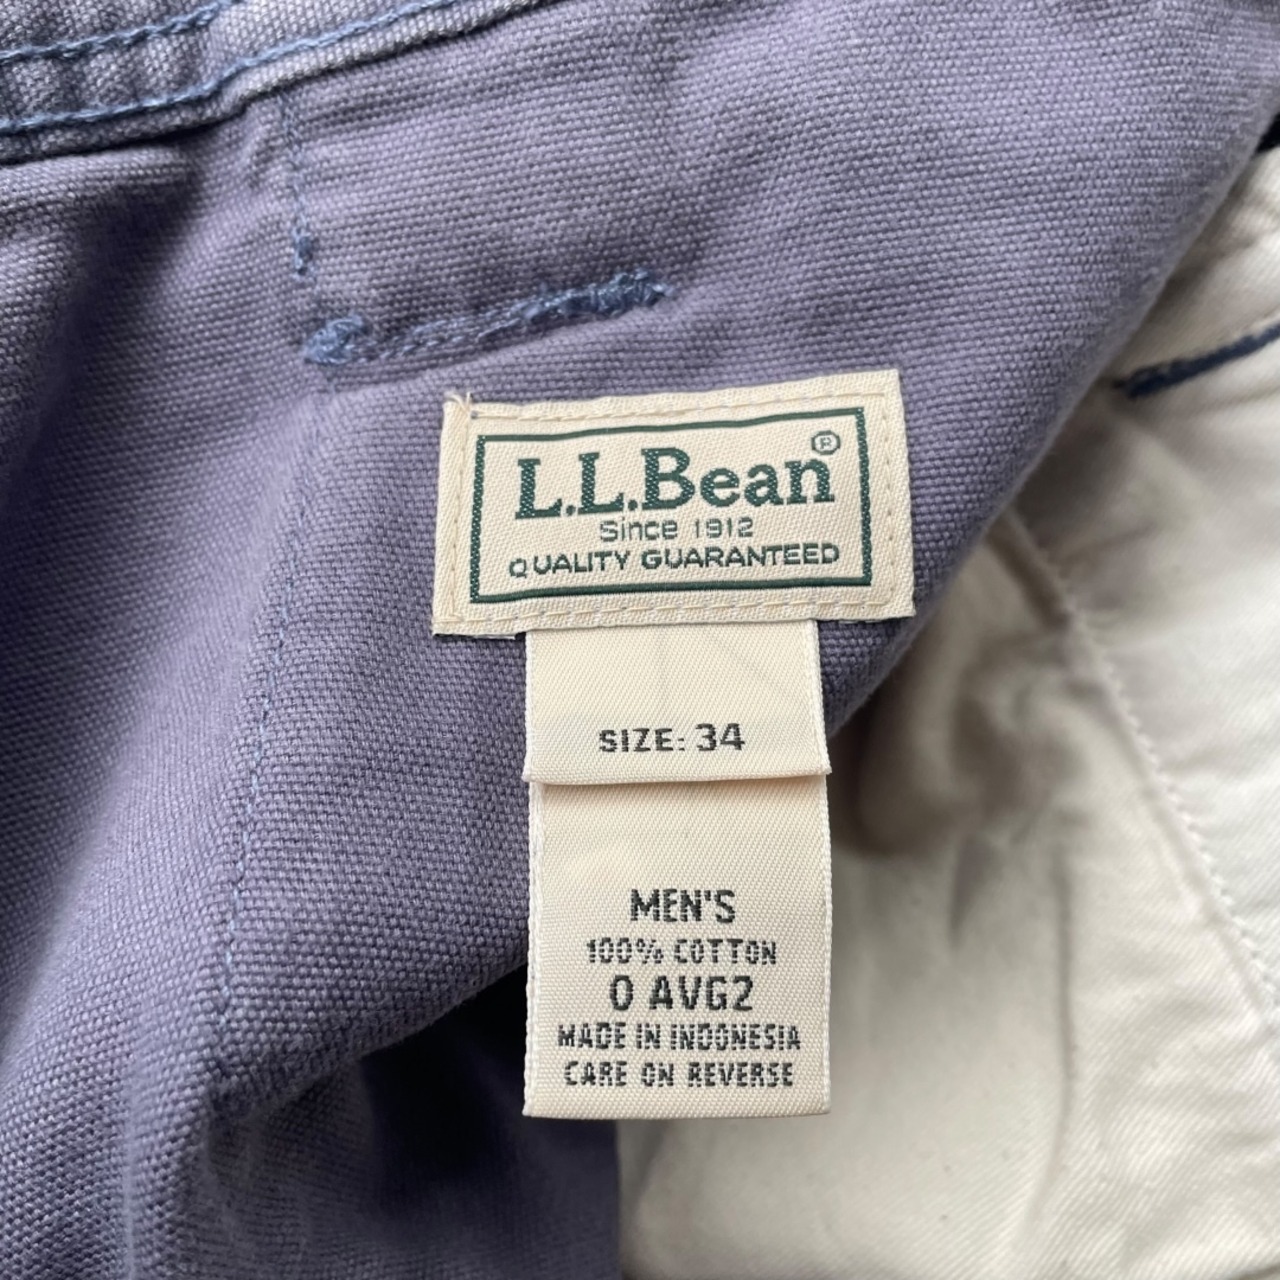 L.L.Bean®
Since 1912
QUALITY GUARANTEED
SIZE: 34
MEN'S
100% COTTON
0 AVG2
MADE IN INDONESIA
CARE ON REVERSE